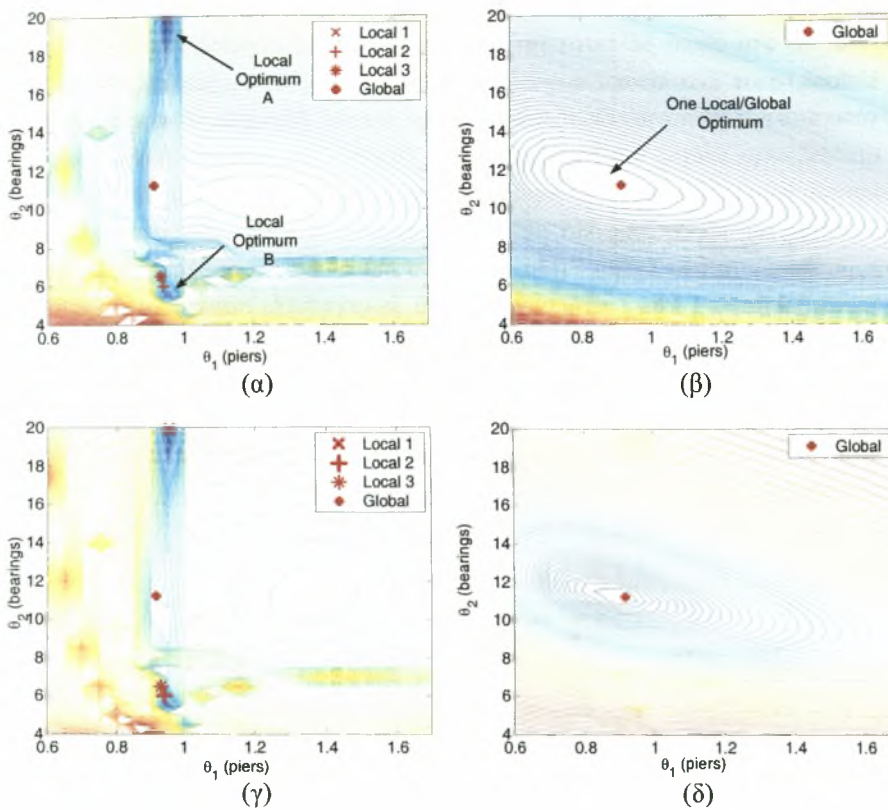 20
18
16
14
12
10
8
6
4
θ2 (bearings)
0.6 0.8 1 1.2 1.4 1.6
θ1 (piers)
Local 1
Local 2
Local 3
Global
Local
Optimum
A
Local
Optimum
B
(α)
20
18
16
14
12
10
8
6
4
θ2 (bearings)
0.6 0.8 1 1.2 1.4 1.6
θ1 (piers)
Global
One Local/Global
Optimum
(β)
20
18
16
14
12
10
8
6
4
θ2 (bearings)
0.6 0.8 1 1.2 1.4 1.6
θ1 (piers)
Local 1
Local 2
Local 3
Global
(γ)
20
18
16
14
12
10
8
6
4
θ2 (bearings)
0.6 0.8 1 1.2 1.4 1.6
θ1 (piers)
Global
(δ)